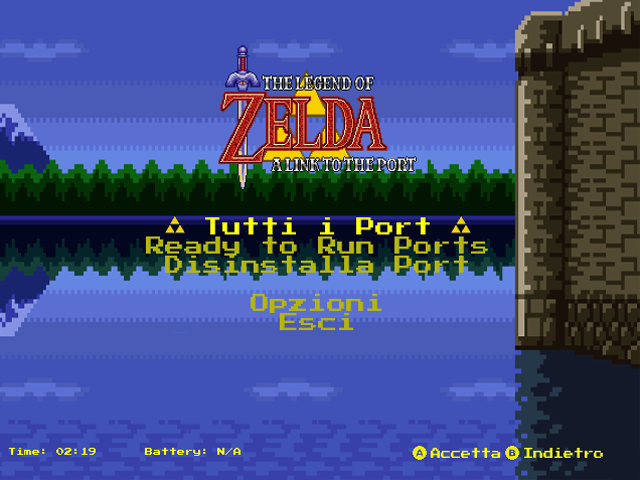 THE LEGEND OF
ZELDA
A LINK TO THE PORT
Tutti i Port
Ready to Run Ports
Disinstalla Port
Opzioni
Esci
Time: 02:19 Battery: N/A A Accetta B Indietro